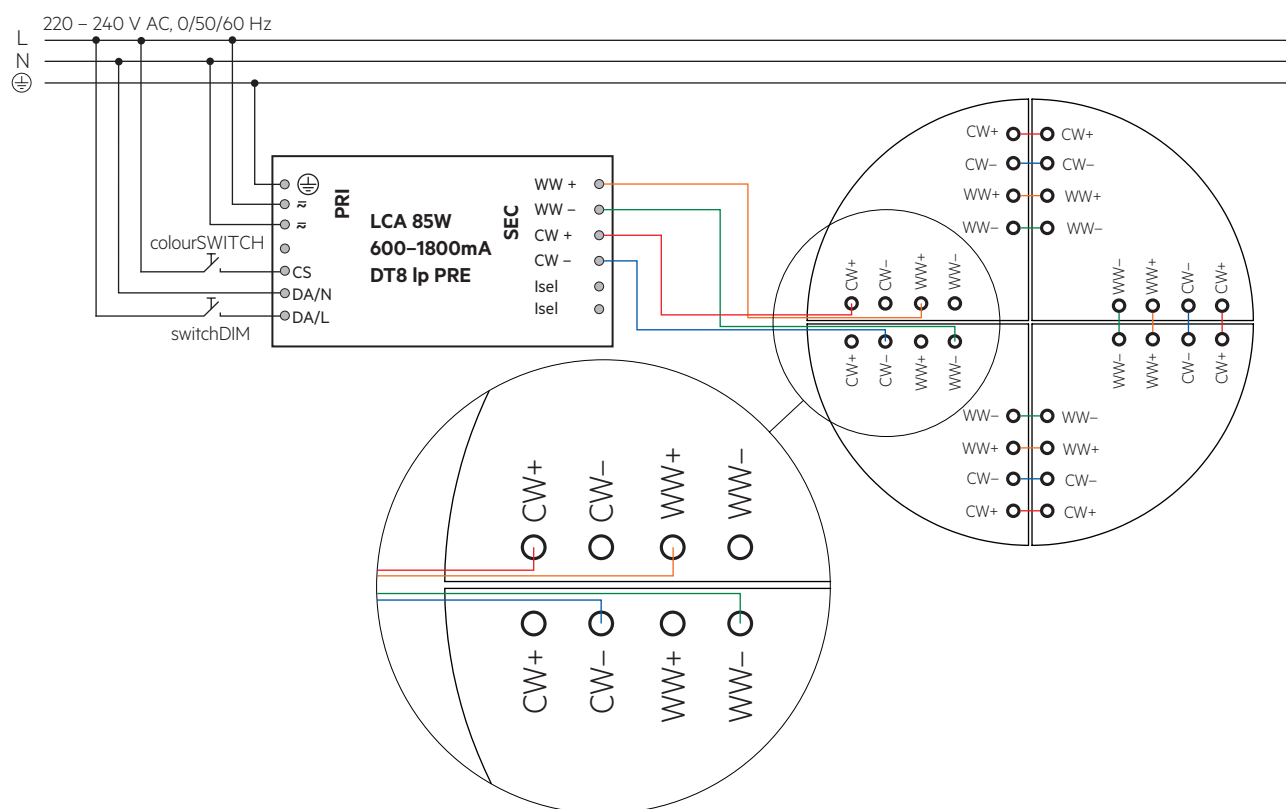 220 – 240 V AC, 0/50/60 Hz
L
N
PRI
LCA 85W
600–1800mA
DT8 lp PRE
SEC
WW +
WW –
CW +
CW –
Isel
Isel
≂
≂
colourSWITCH
CS
DA/N
DA/L
switchDIM
CW+ CW+
CW– CW–
WW+ WW+
WW– WW–
CW+ CW– WW+ WW–
CW+ CW– WW+ WW–
WW– WW+ CW– CW+
WW– WW+ CW– CW+
WW– WW–
WW+ WW+
CW– CW–
CW+ CW+
CW+ CW– WW+ WW–
CW+ CW– WW+ WW–